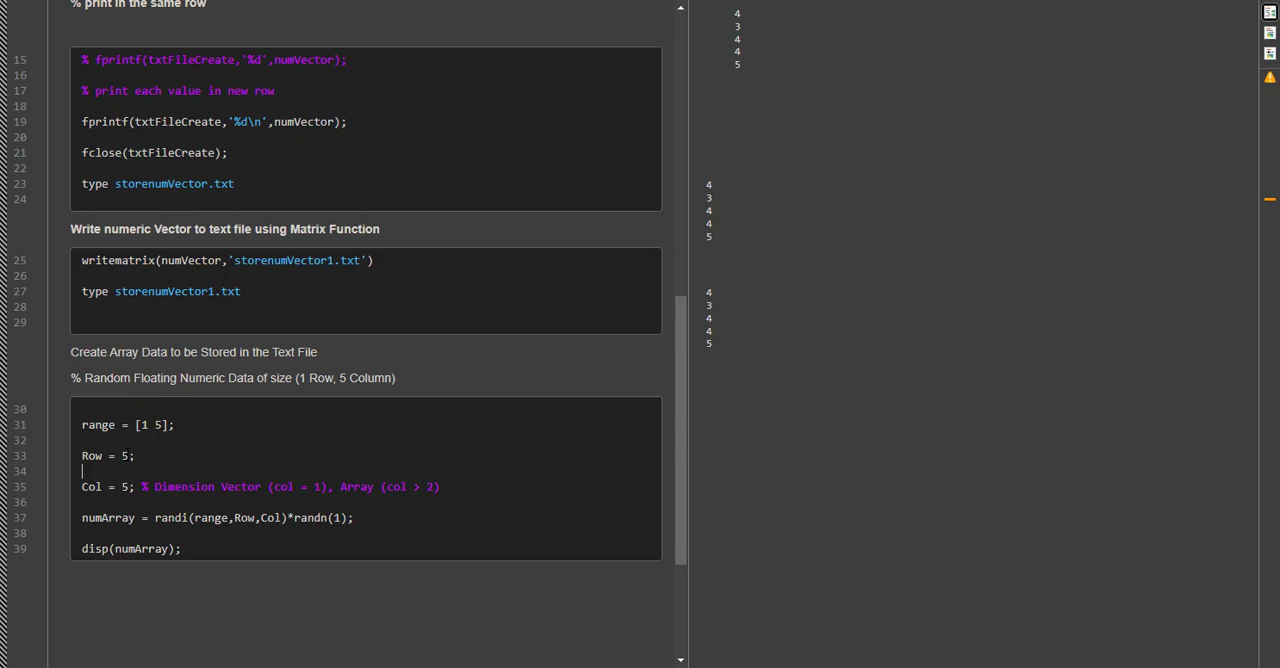 % print in the same row
15 % fprintf(txtFileCreate,'%d',numVector);
16
17 % print each value in new row
18
19 fprintf(txtFileCreate,'%d\n',numVector);
20
21 fclose(txtFileCreate);
22
23 type storenumVector.txt
24
Write numeric Vector to text file using Matrix Function
25 writematrix(numVector,'storenumVector1.txt')
26
27 type storenumVector1.txt
28
29
Create Array Data to be Stored in the Text File
% Random Floating Numeric Data of size (1 Row, 5 Column)
30
31 range = [1 5];
32
33 Row = 5;
34
35 Col = 5; % Dimension Vector (col = 1), Array (col > 2)
36
37 numArray = randi(range,Row,Col)*randn(1);
38
39 disp(numArray);
4
3
4
4
5
4
3
4
4
5
4
3
4
4
5